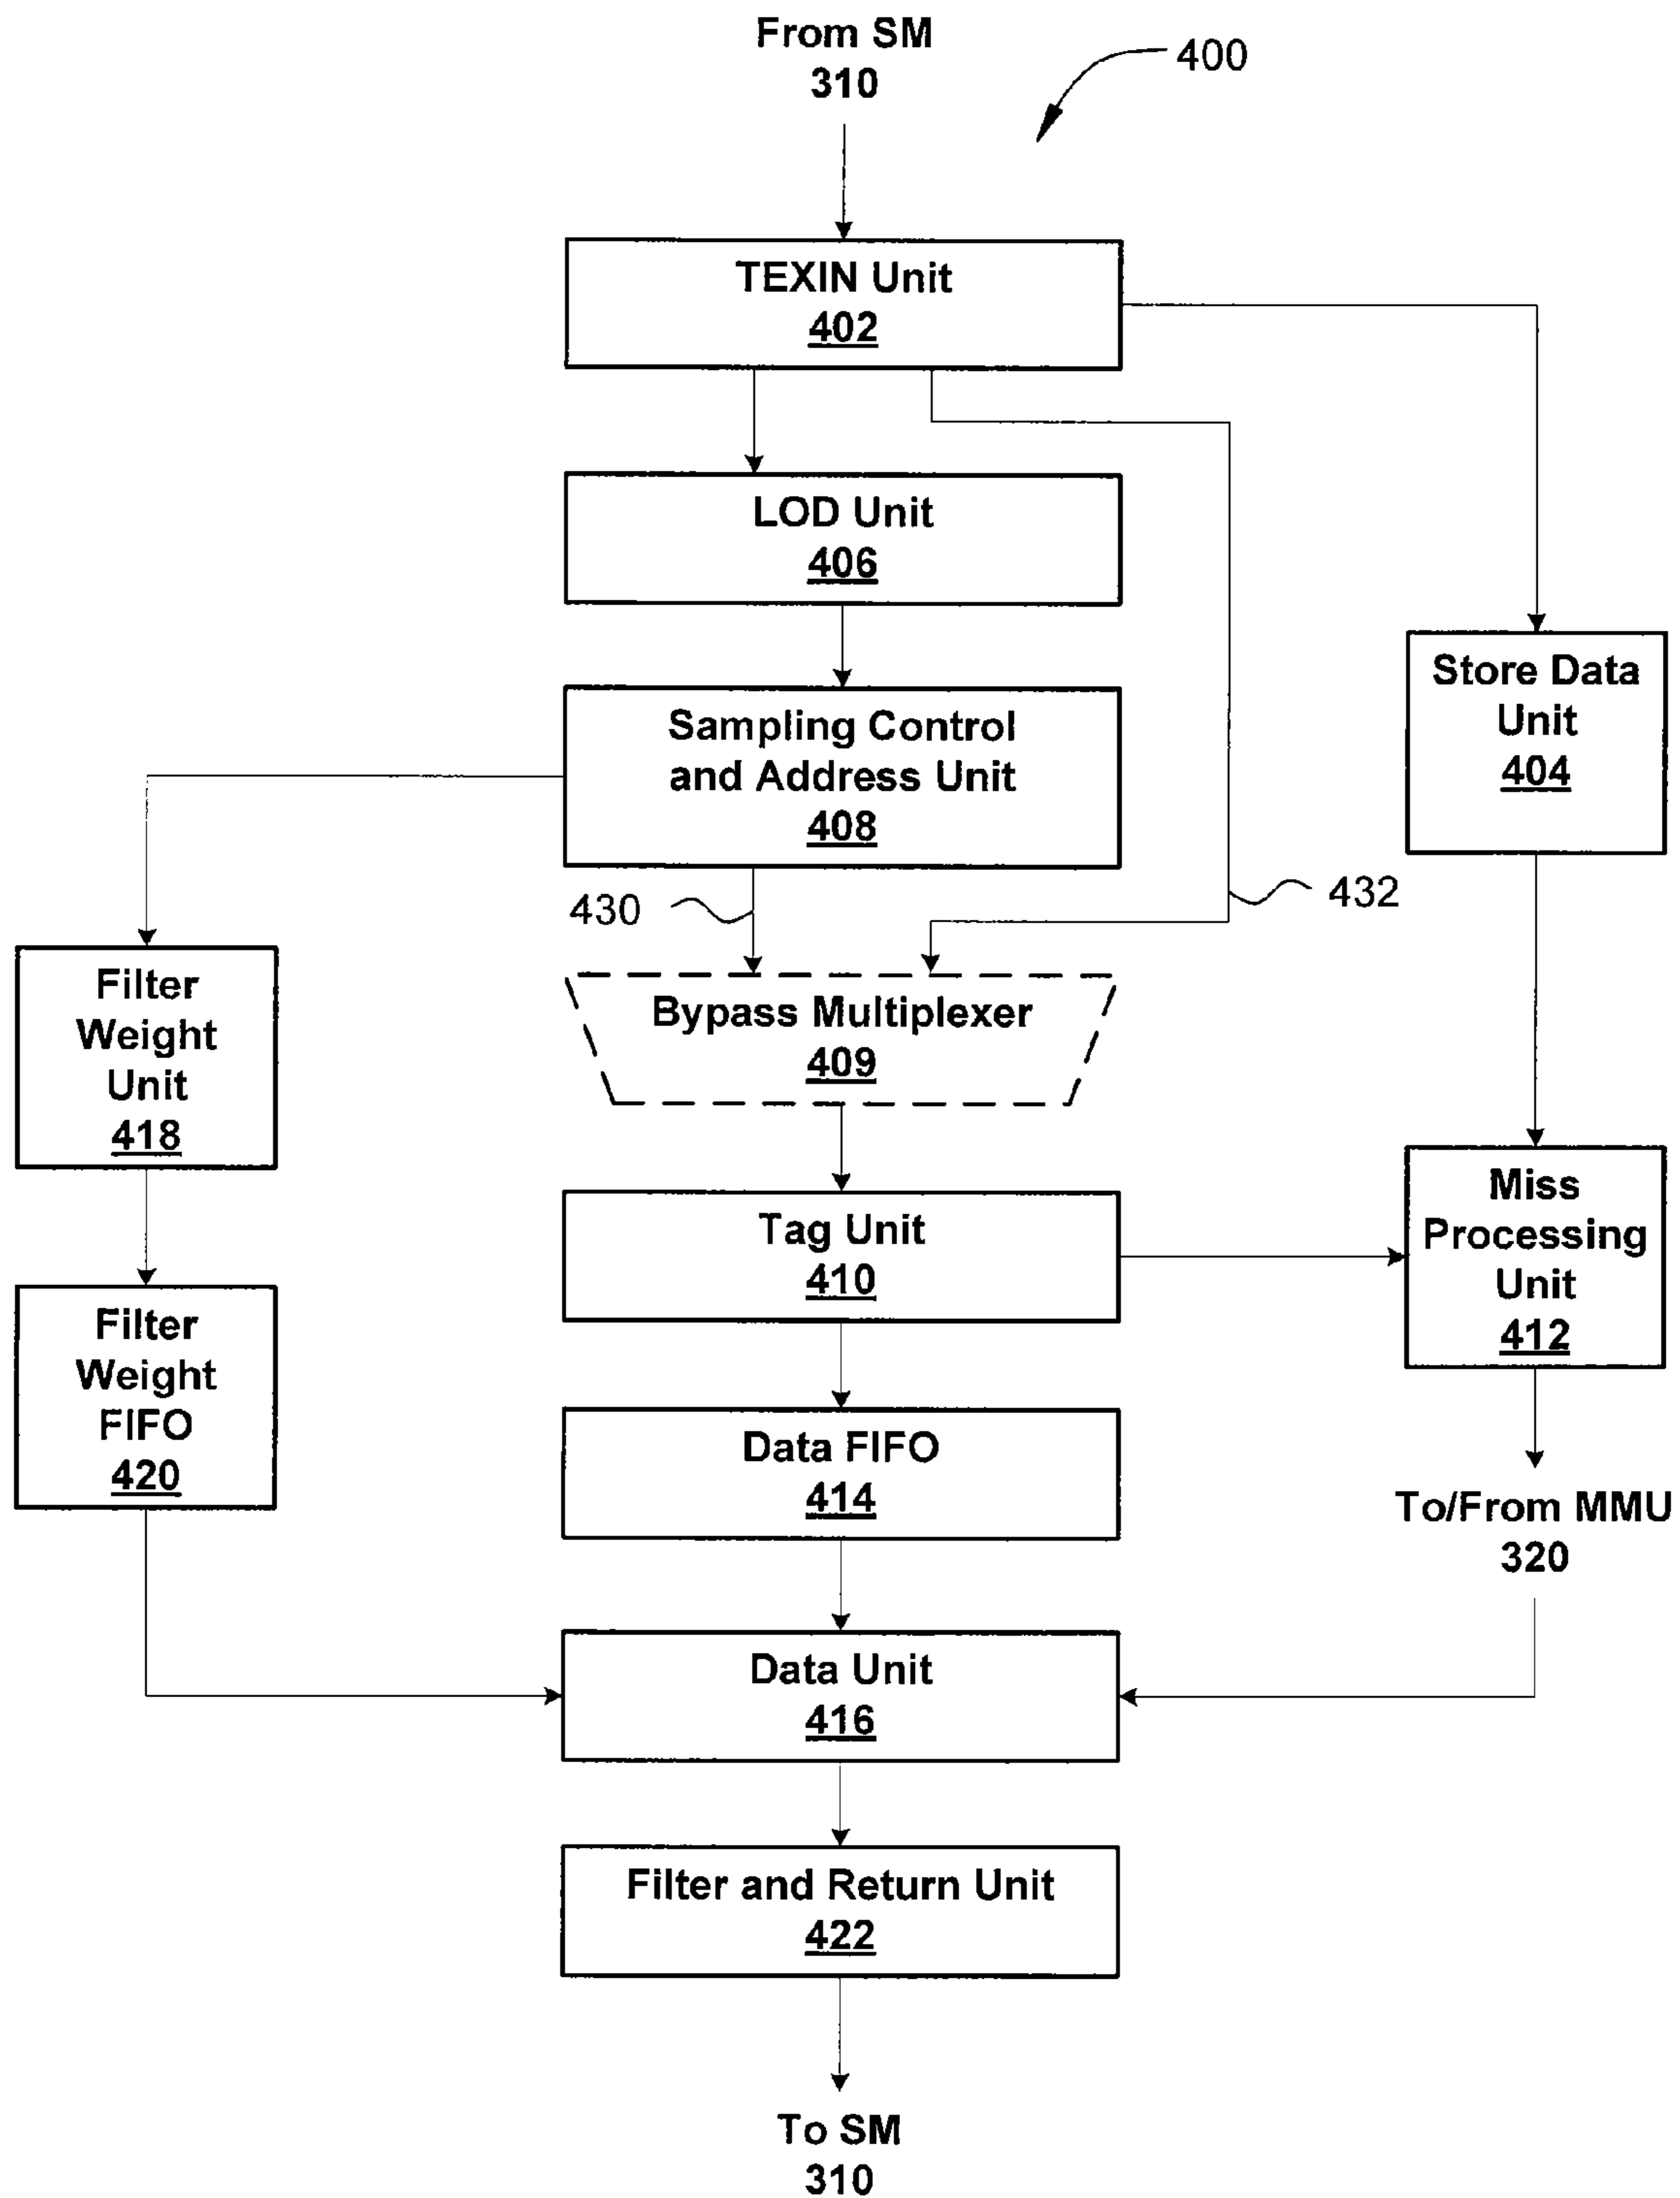 From SM
310
400
TEXIN Unit
402
LOD Unit
406
Sampling Control
and Address Unit
408
Store Data
Unit
404
430
432
Filter
Weight
Unit
418
Bypass Multiplexer
409
Tag Unit
410
Miss
Processing
Unit
412
Filter
Weight
FIFO
420
Data FIFO
414
To/From MMU
320
Data Unit
416
Filter and Return Unit
422
To SM
310